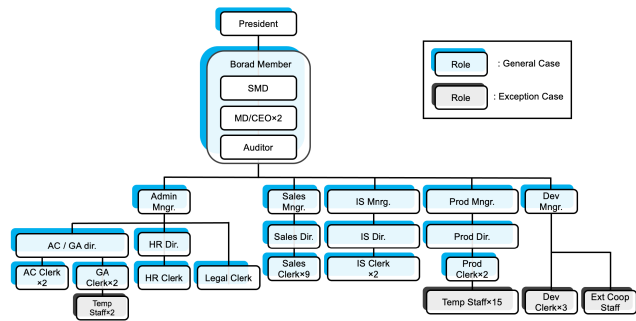 President
Borad Member
SMD
MD/CEO×2
Auditor
Role
: General Case
Role
: Exception Case
Admin
Mngr.
Sales
Mngr.
IS Mnrg.
Prod Mngr.
Dev
Mngr.
AC / GA dir.
HR Dir.
Sales Dir.
IS Dir.
Prod Dir.
AC Clerk
×2
GA
Clerk×2
HR Clerk
Legal Clerk
Sales
Clerk×9
IS Clerk
×2
Prod
Clerk×2
Temp
Staff×2
Temp Staff×15
Dev
Clerk×3
Ext Coop
Staff